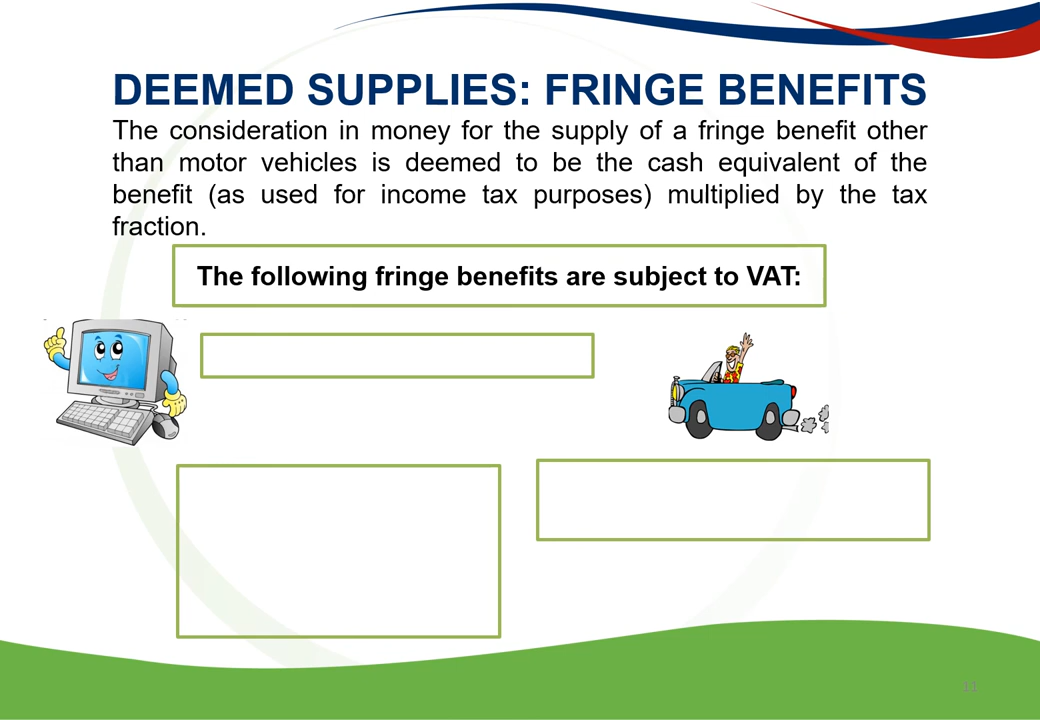 DEEMED SUPPLIES: FRINGE BENEFITS
The consideration in money for the supply of a fringe benefit other
than motor vehicles is deemed to be the cash equivalent of the
benefit (as used for income tax purposes) multiplied by the tax
fraction.
The following fringe benefits are subject to VAT:
11